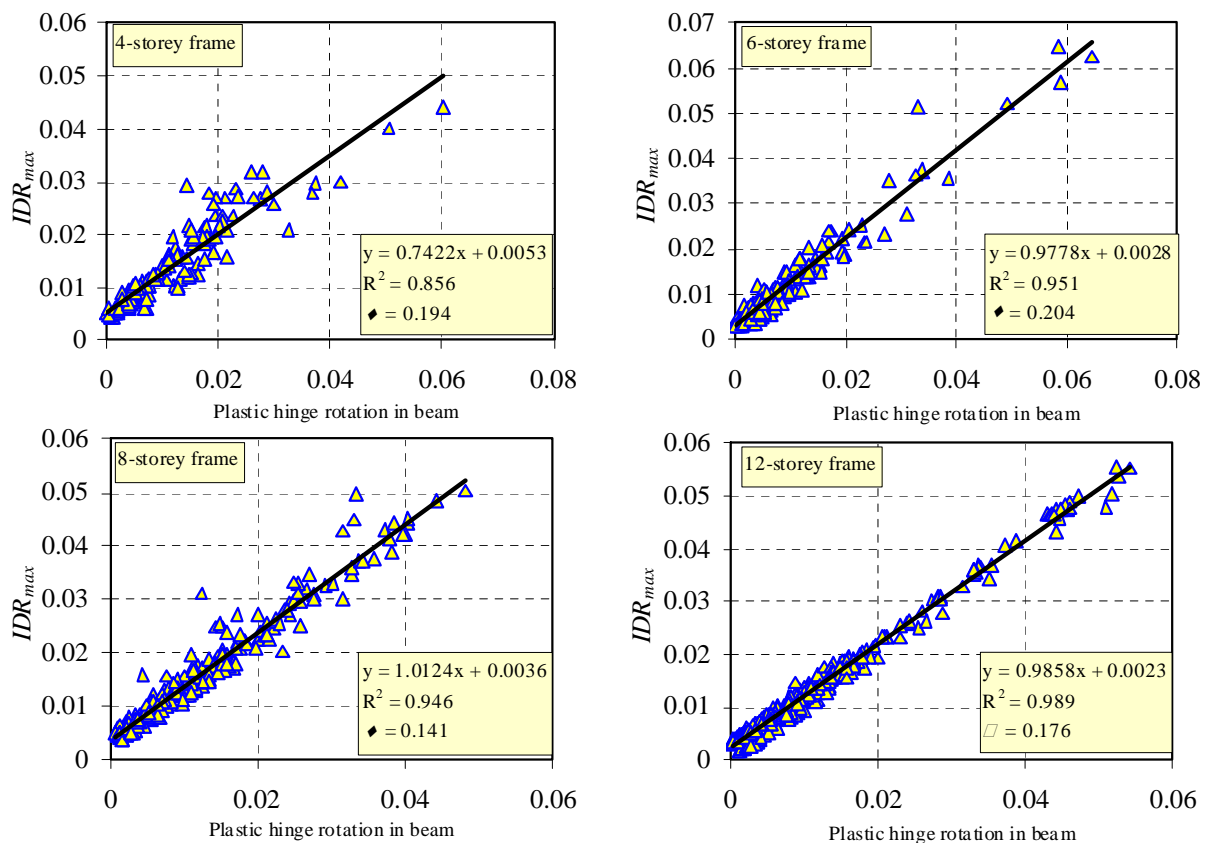 4-storey frame
0.06
0.05
0.04
0.03
0.02
0.01
0
IDRmax
y = 0.7422x + 0.0053
R² = 0.856
♦ = 0.194
0 0.02 0.04 0.06 0.08
Plastic hinge rotation in beam
6-storey frame
0.07
0.06
0.05
0.04
0.03
0.02
0.01
0
IDRmax
y = 0.9778x + 0.0028
R² = 0.951
♦ = 0.204
0 0.02 0.04 0.06 0.08
Plastic hinge rotation in beam
8-storey frame
0.06
0.05
0.04
0.03
0.02
0.01
0
IDRmax
y = 1.0124x + 0.0036
R² = 0.946
♦ = 0.141
0 0.02 0.04 0.06
Plastic hinge rotation in beam
12-storey frame
0.06
0.05
0.04
0.03
0.02
0.01
0
IDRmax
y = 0.9858x + 0.0023
R² = 0.989
□ = 0.176
0 0.02 0.04 0.06
Plastic hinge rotation in beam